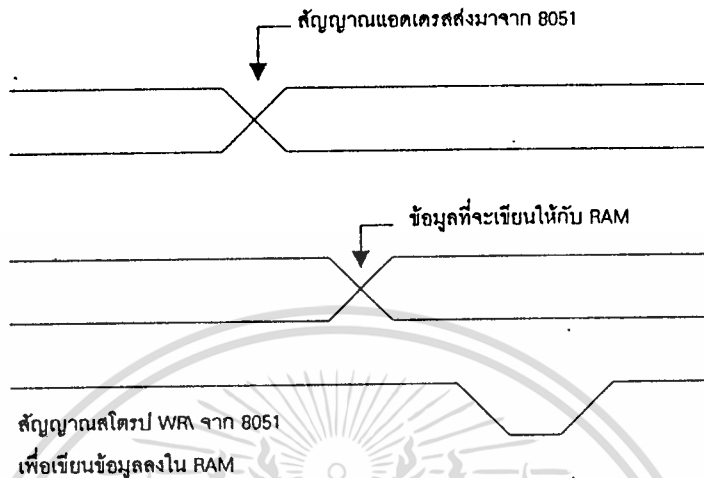 สัญญาณแอดเดรสส่งมาจาก 8051
ข้อมูลที่จะเขียนให้กับ RAM
สัญญาณสโตรป WR\ จาก 8051
เพื่อเขียนข้อมูลลงใน RAM